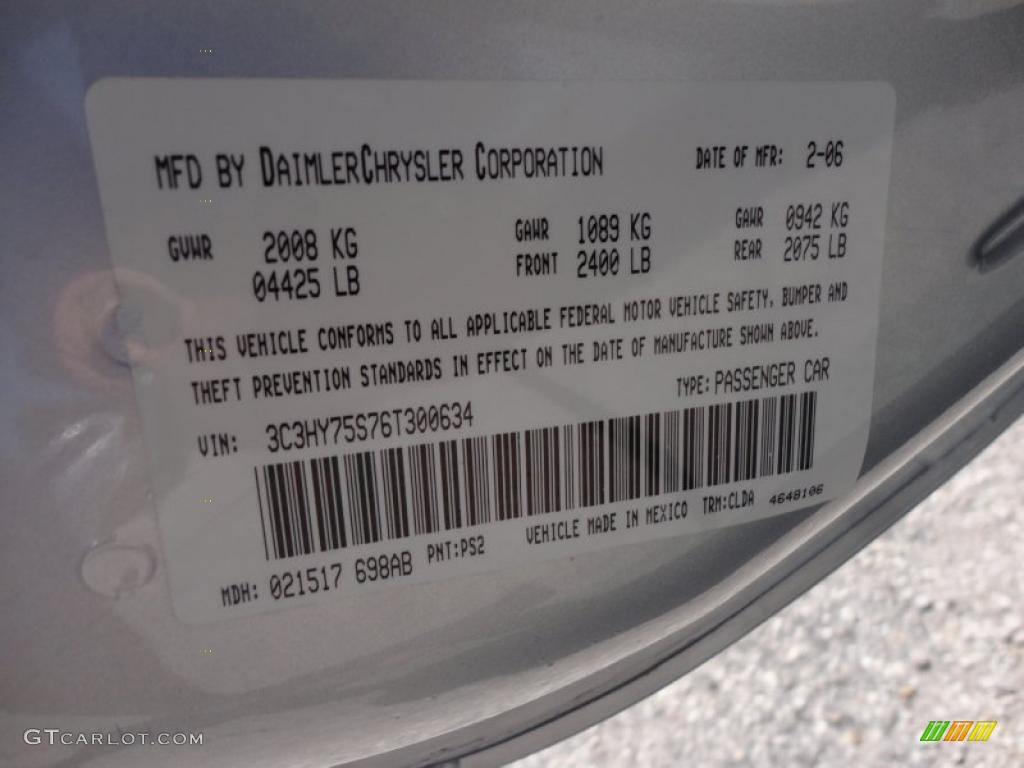 MFD BY DAIMLERCHRYSLER CORPORATION DATE OF MFR: 2-06
GVWR 2008 KG GAWR 1089 KG GAWR 0942 KG
04425 LB FRONT 2400 LB REAR 2075 LB
THIS VEHICLE CONFORMS TO ALL APPLICABLE FEDERAL MOTOR VEHICLE SAFETY, BUMPER AND
THEFT PREVENTION STANDARDS IN EFFECT ON THE DATE OF MANUFACTURE SHOWN ABOVE.
VIN: 3C3HY75S76T300634 TYPE: PASSENGER CAR
MDH: 021517 698AB PNT:PS2 VEHICLE MADE IN MEXICO TRM:CLDA 4648106
GTCARLOT.COM